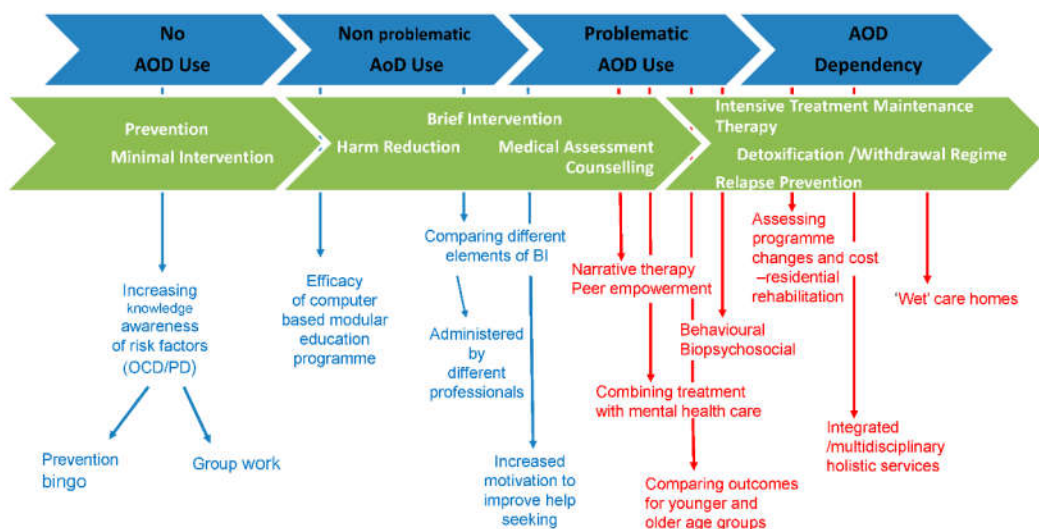 No
AOD Use
Non problematic
AoD Use
Problematic
AOD Use
AOD
Dependency
Prevention
Minimal Intervention
Brief Intervention
Harm Reduction
Medical Assessment
Counselling
Intensive Treatment Maintenance
Therapy
Detoxification /Withdrawal Regime
Relapse Prevention
Increasing
knowledge
awareness
of risk factors
(OCD/PD)
Prevention
bingo
Group work
Efficacy
of computer
based modular
education
programme
Comparing different
elements of BI
Administered by
different
professionals
Increased
motivation to
improve help
seeking
Narrative therapy
Peer empowerment
Combining treatment
with mental health care
Comparing outcomes
for younger and
older age groups
Behavioural
Biopsychosocial
Assessing
programme
changes and cost
–residential
rehabilitation
Integrated
/multidisciplinary
holistic services
'Wet' care homes